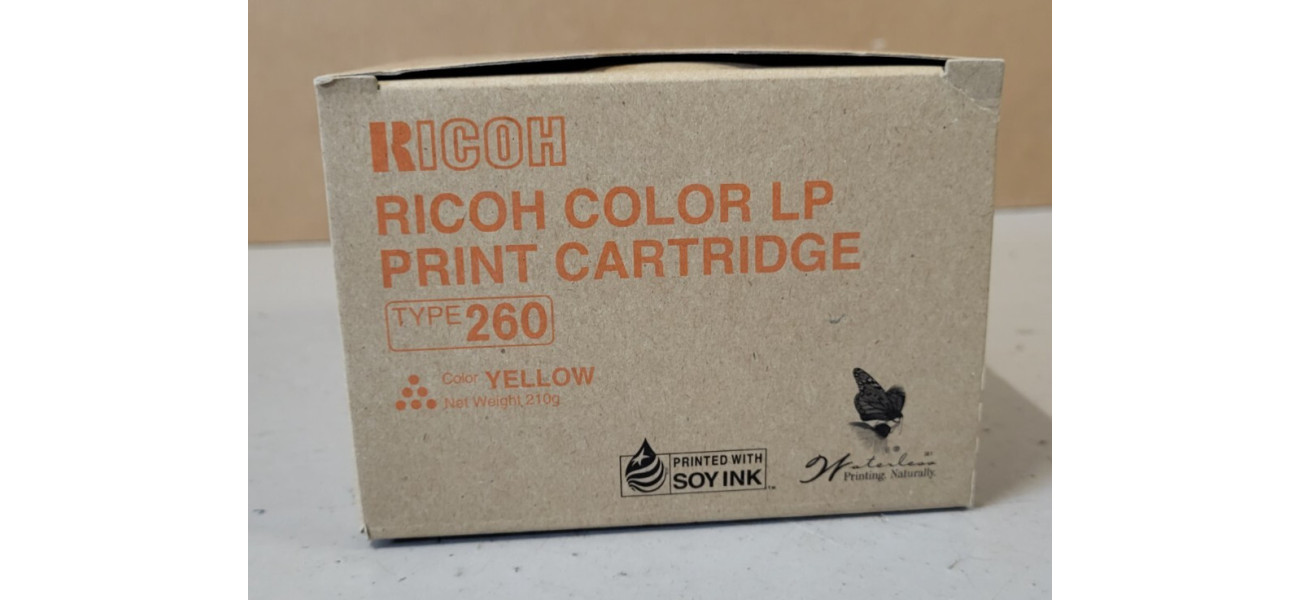 RICOH
RICOH COLOR LP
PRINT CARTRIDGE
TYPE 260
Color YELLOW
Net Weight 210g
PRINTED WITH
SOY INK
Waterless
Printing. Naturally.